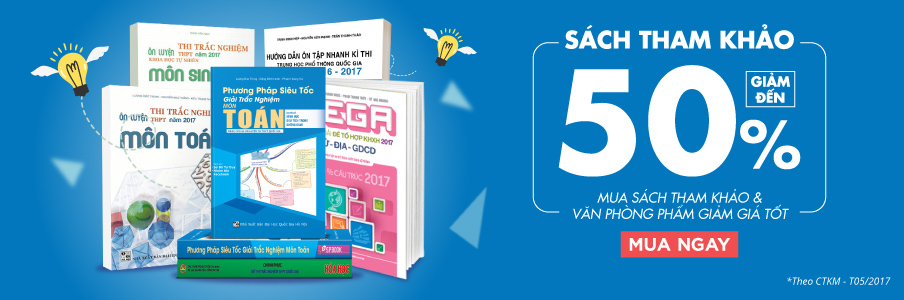 ÔN LUYỆN THI TRẮC NGHIỆM
THPT năm 2017
KHOA HỌC TỰ NHIÊN
MÔN SINH
HƯỚNG DẪN ÔN TẬP NHANH KÌ THI
TRUNG HỌC PHỔ THÔNG QUỐC GIA
6 - 2017
THI TRẮC NGHIỆM
ÔN LUYỆN THPT năm 2017
MÔN TOÁN
Phương Pháp Siêu Tốc
Giải Trắc Nghiệm
MÔN
TOÁN
EGA
ĐỀ TỔ HỢP KHXH 2017
Ử - ĐỊA - GDCD
CẤU TRÚC 2017
Phương Pháp Siêu Tốc Giải Trắc Nghiệm Môn Toán
SÁCH THAM KHẢO
GIẢM
ĐẾN
50%
MUA SÁCH THAM KHẢO &
VĂN PHÒNG PHẨM GIẢM GIÁ TỐT
MUA NGAY
*Theo CTKM - T05/2017